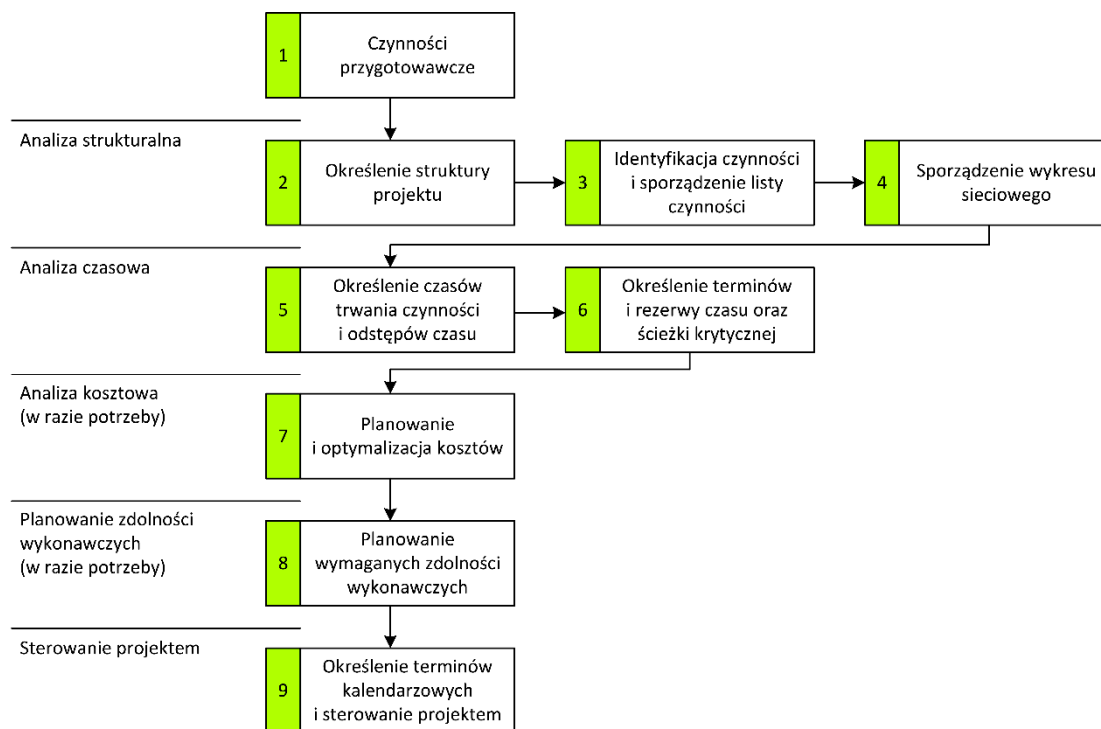 1
Czynności
przygotowawcze
Analiza strukturalna
2
Określenie struktury
projektu
3
Identyfikacja czynności
i sporządzenie listy
czynności
4
Sporządzenie wykresu
sieciowego
Analiza czasowa
5
Określenie czasów
trwania czynności
i odstępów czasu
6
Określenie terminów
i rezerwy czasu oraz
ścieżki krytycznej
Analiza kosztowa
(w razie potrzeby)
7
Planowanie
i optymalizacja kosztów
Planowanie zdolności
wykonawczych
(w razie potrzeby)
8
Planowanie
wymaganych zdolności
wykonawczych
Sterowanie projektem
9
Określenie terminów
kalendarzowych
i sterowanie projektem